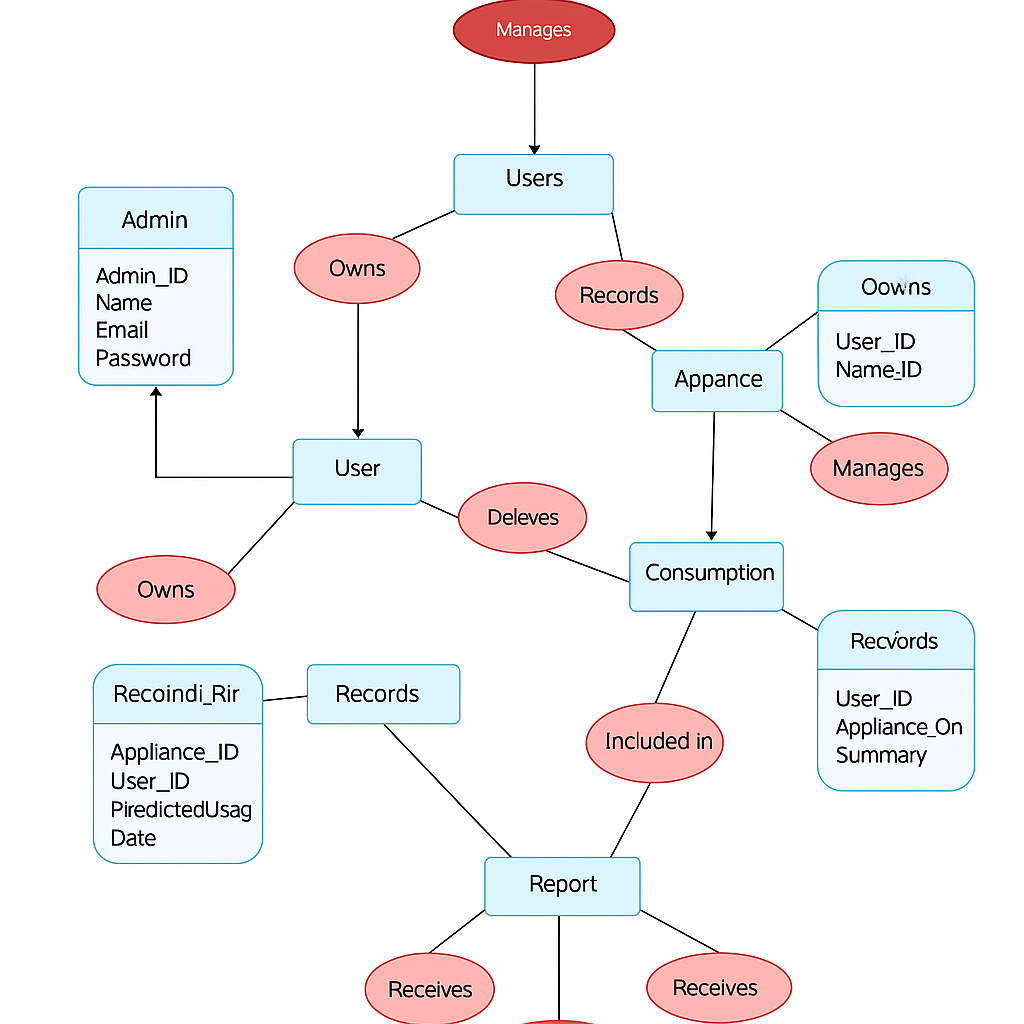 Manages
Users
Admin
Admin_ID
Name
Email
Password
Owns
Records
Oowns
User_ID
Name_ID
Appance
Manages
User
Deleves
Consumption
Owns
Recoindi_Rir
Appliance_ID
User_ID
PiredictedUsag
Date
Records
Included in
Recvords
User_ID
Appliance_On
Summary
Report
Receives
Receives